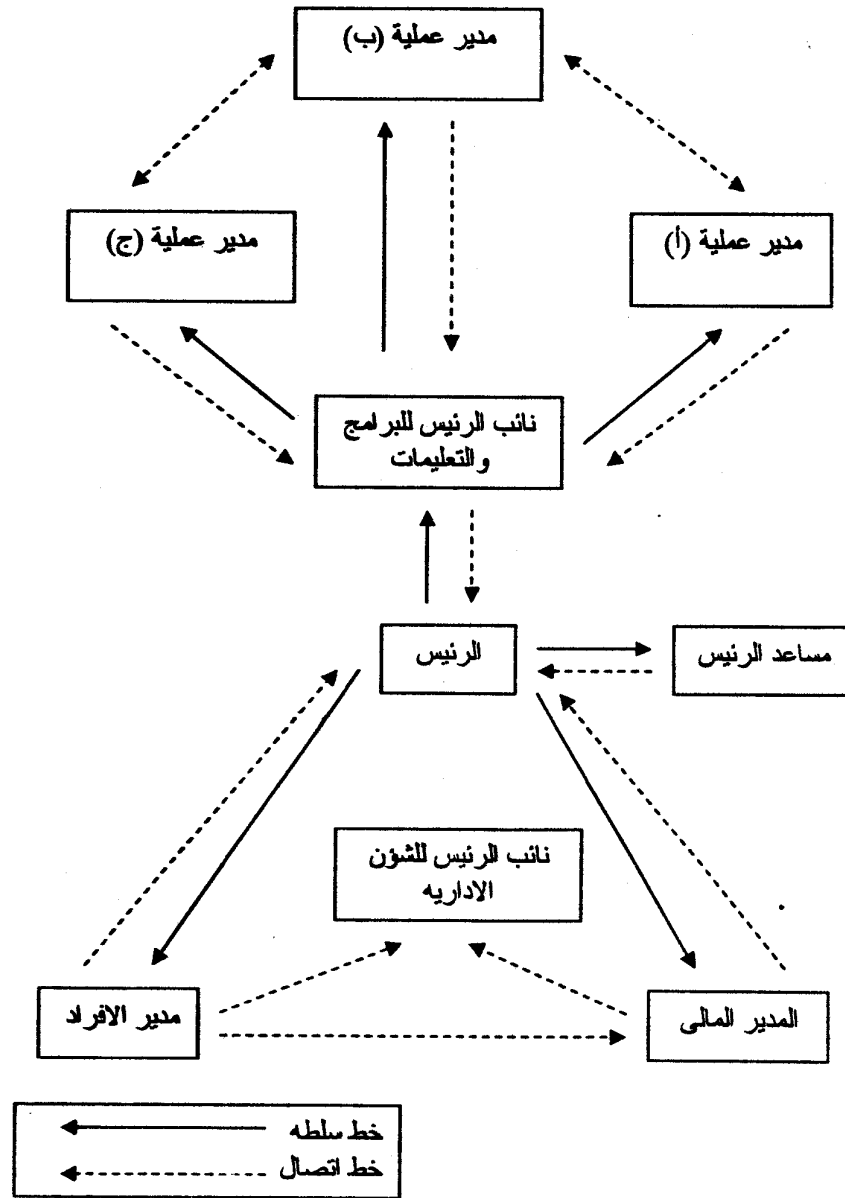 مدير عملية (ب)
مدير عملية (أ)
مدير عملية (ج)
نائب الرئيس للبرامج
والتعليمات
الرئيس
مساعد الرئيس
نائب الرئيس للشؤن
الاداريه
المدير المالى
مدير الافراد
خط سلطه
خط اتصال